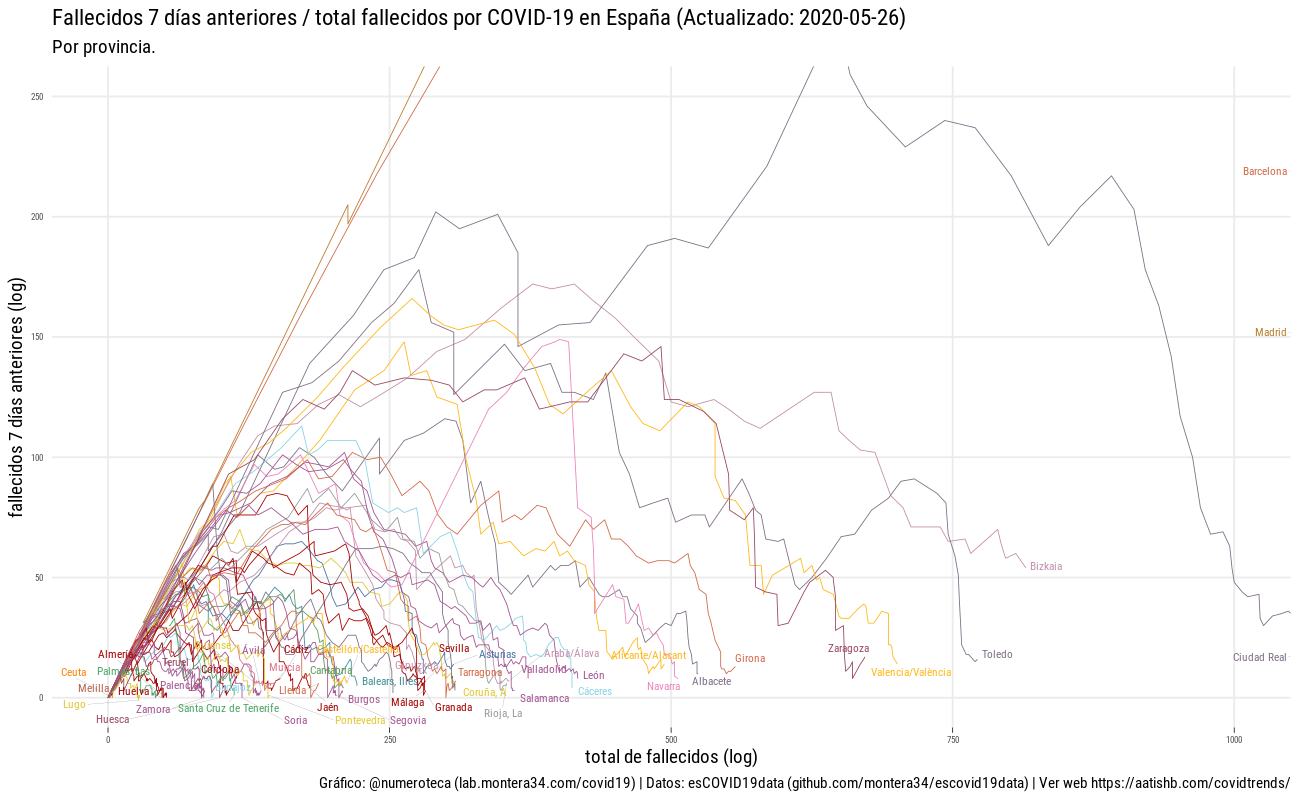 Fallecidos 7 días anteriores / total fallecidos por COVID-19 en España (Actualizado: 2020-05-26)
Por provincia.
fallecidos 7 días anteriores (log)
250
200
150
100
50
0
Barcelona
Madrid
Bizkaia
Toledo
Ciudad Real
Zaragoza
Valencia/València
Girona
Albacete
Navarra
Alicante/Alacant
Araba/Álava
León
Cáceres
Valladolid
Salamanca
Asturias
Sevilla
Tarragona
Coruña, A
Rioja, La
Granada
Málaga
Segovia
Balears, Illes
Burgos
Pontevedra
Jaén
Soria
Cádiz
Murcia
Cantabria
Lleida
Ávila
Córdoba
Santa Cruz de Tenerife
Teruel
Palencia
Zamora
Almería
Huelva
Huesca
Ceuta
Melilla
Lugo
0
250
500
750
1000
total de fallecidos (log)
Gráfico: @numeroteca (lab.montera34.com/covid19) | Datos: esCOVID19data (github.com/montera34/escovid19data) | Ver web https://aatishb.com/covidtrends/